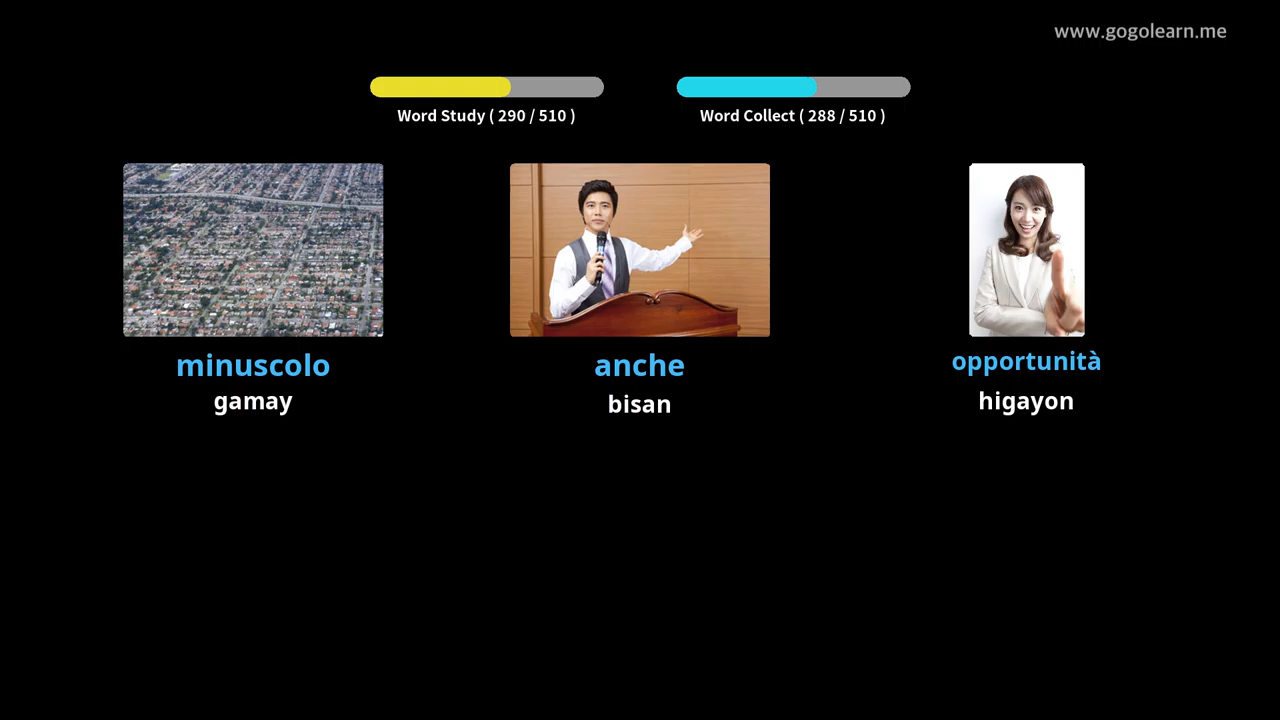 www.gogolearn.me
Word Study ( 290 / 510 )
Word Collect ( 288 / 510 )
minuscolo
gamay
anche
bisan
opportunità
higayon